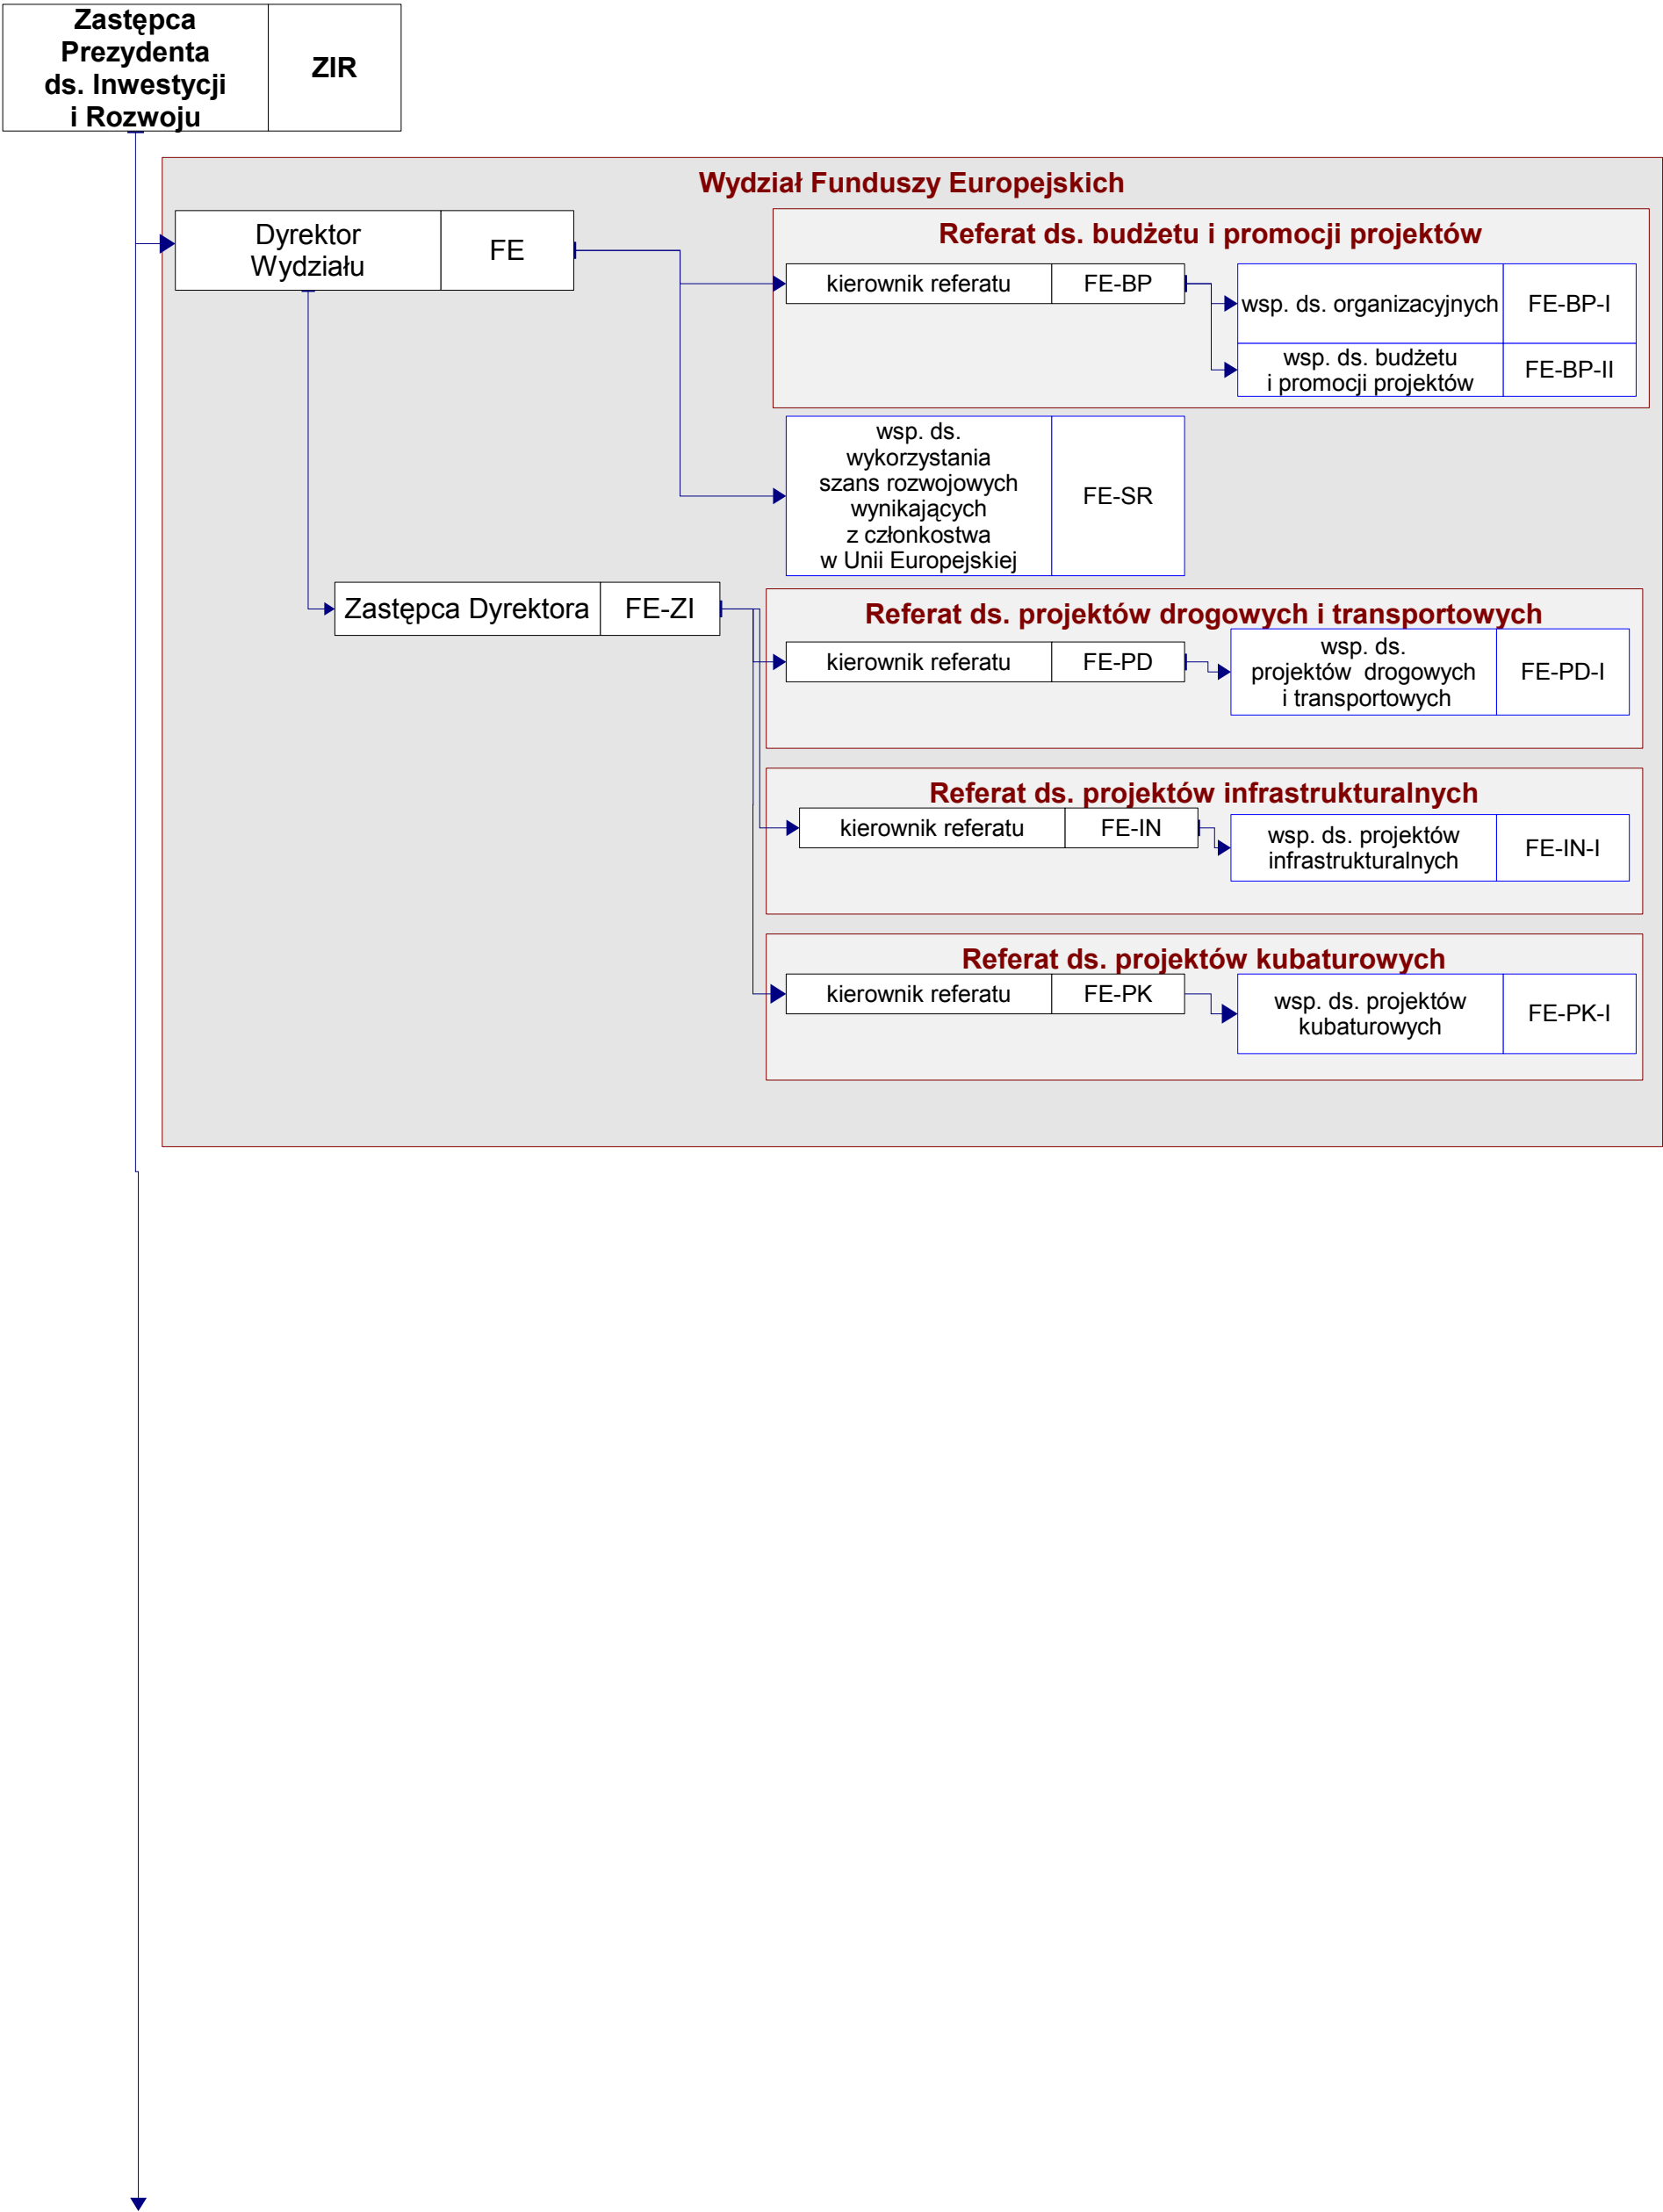 Zastępca
Prezydenta
ds. Inwestycji
i Rozwoju
ZIR
Wydział Funduszy Europejskich
Dyrektor
Wydziału
FE
Referat ds. budżetu i promocji projektów
kierownik referatu
FE-BP
wsp. ds. organizacyjnych
FE-BP-I
wsp. ds. budżetu
i promocji projektów
FE-BP-II
wsp. ds.
wykorzystania
szans rozwojowych
wynikających
z członkostwa
w Unii Europejskiej
FE-SR
Zastępca Dyrektora
FE-ZI
Referat ds. projektów drogowych i transportowych
kierownik referatu
FE-PD
wsp. ds.
projektów  drogowych
i transportowych
FE-PD-I
Referat ds. projektów infrastrukturalnych
kierownik referatu
FE-IN
wsp. ds. projektów
infrastrukturalnych
FE-IN-I
Referat ds. projektów kubaturowych
kierownik referatu
FE-PK
wsp. ds. projektów
kubaturowych
FE-PK-I